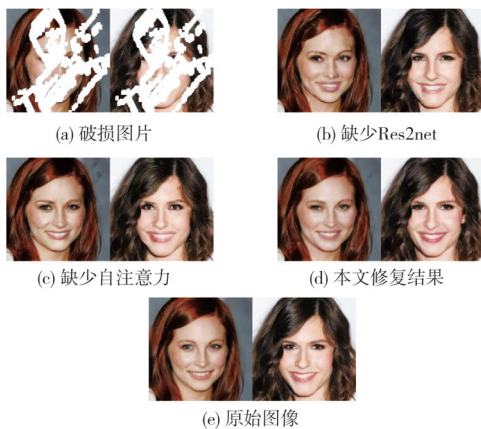 (a) 破损图片
(b) 缺少Res2net
(c) 缺少自注意力
(d) 本文修复结果
(e) 原始图像